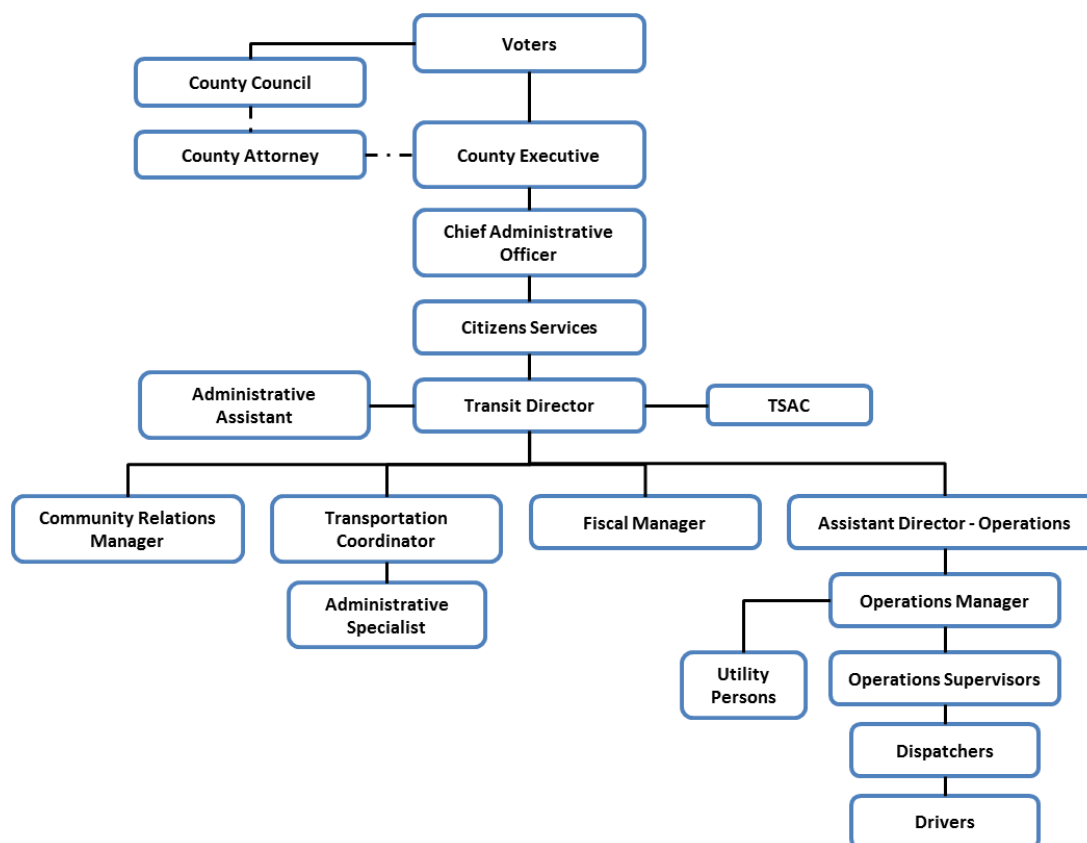 Voters
County Council
County Attorney
County Executive
Chief Administrative
Officer
Citizens Services
Administrative
Assistant
Transit Director
TSAC
Community Relations
Manager
Transportation
Coordinator
Fiscal Manager
Assistant Director - Operations
Administrative
Specialist
Operations Manager
Utility
Persons
Operations Supervisors
Dispatchers
Drivers